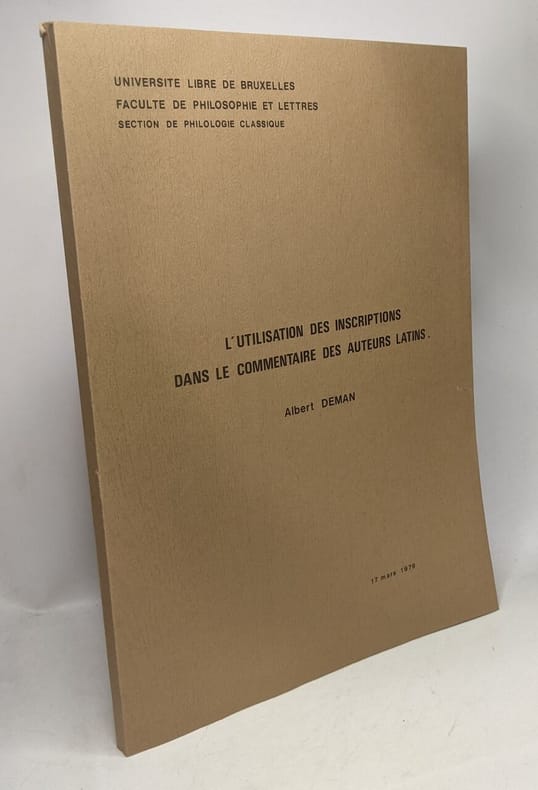 UNIVERSITE LIBRE DE BRUXELLES
FACULTE DE PHILOSOPHIE ET LETTRES
SECTION DE PHILOLOGIE CLASSIQUE
L'UTILISATION DES INSCRIPTIONS
DANS LE COMMENTAIRE DES AUTEURS LATINS.
Albert DEMAN
17 mars 1979